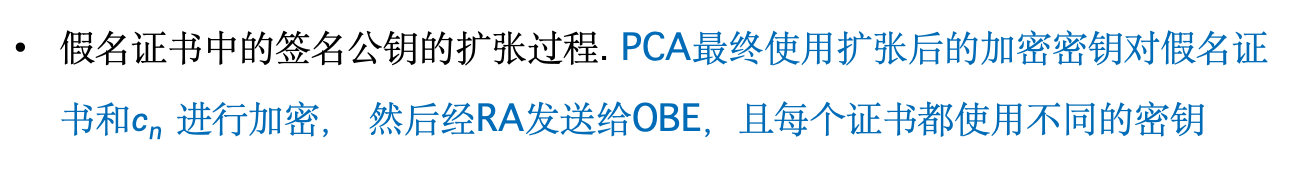 • 假名证书中的签名公钥的扩张过程. PCA最终使用扩张后的加密密钥对假名证
书和cn 进行加密， 然后经RA发送给OBE，且每个证书都使用不同的密钥